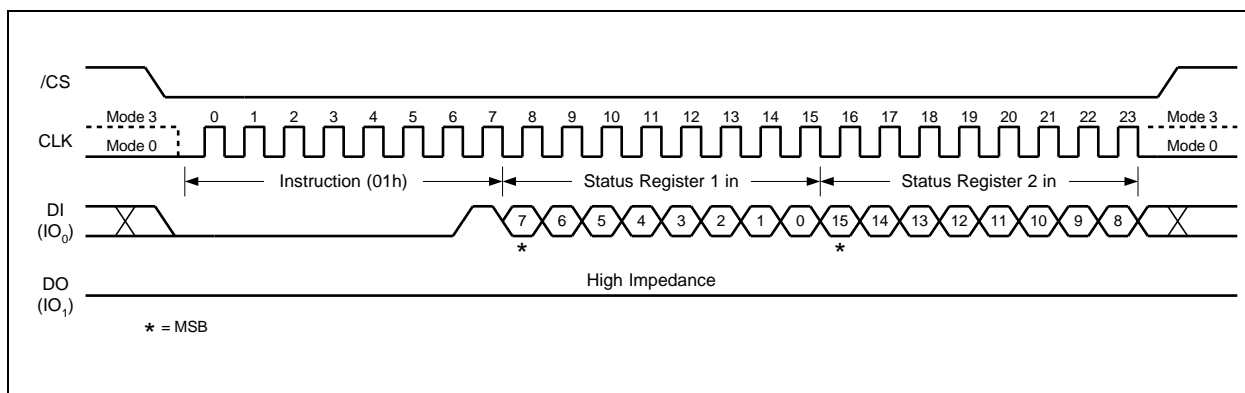 /CS
Mode 3 0 1 2 3 4 5 6 7 8 9 10 11 12 13 14 15 16 17 18 19 20 21 22 23 Mode 3
CLK
Mode 0 Mode 0
Instruction (01h) Status Register 1 in Status Register 2 in
DI
(IO0) 7 6 5 4 3 2 1 0 15 14 13 12 11 10 9 8
* *
High Impedance
DO
(IO1)
* = MSB